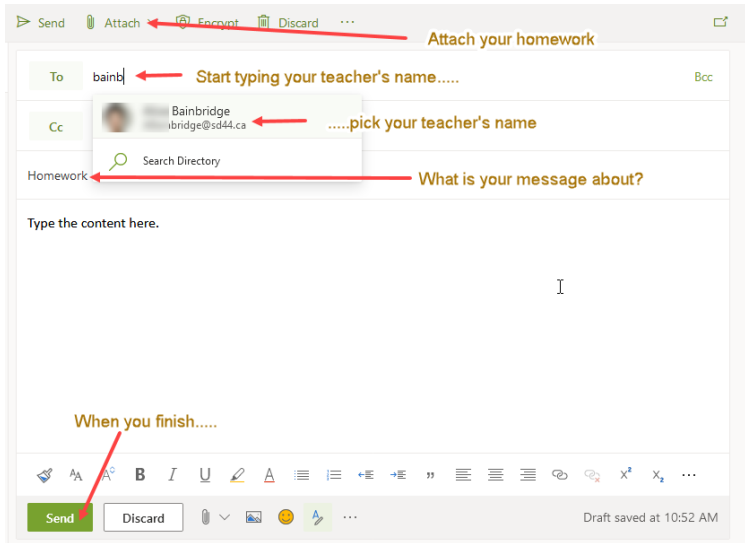 Send Attach Encrypt Discard ...
Attach your homework
To bainb Start typing your teacher's name..... Bcc
Bainbridge
Cc bridge@sd44.ca .....pick your teacher's name
Search Directory
Homework What is your message about?
Type the content here.
When you finish.....
B I U A ” x² x₂ ...
Send Discard ... Draft saved at 10:52 AM